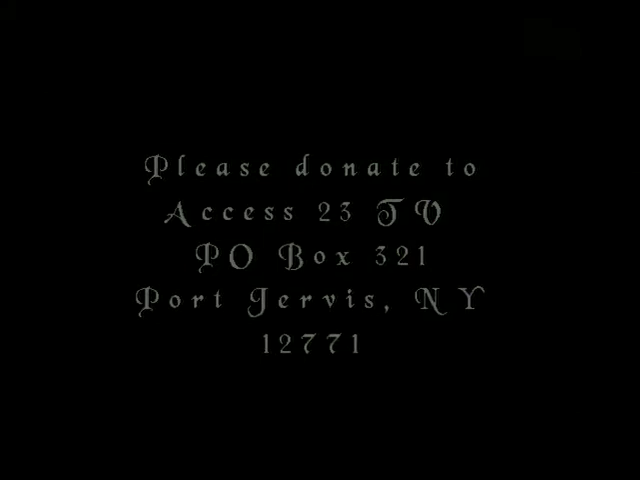 Please donate to
Access 23 TV
PO Box 321
Port Jervis, NY
12771